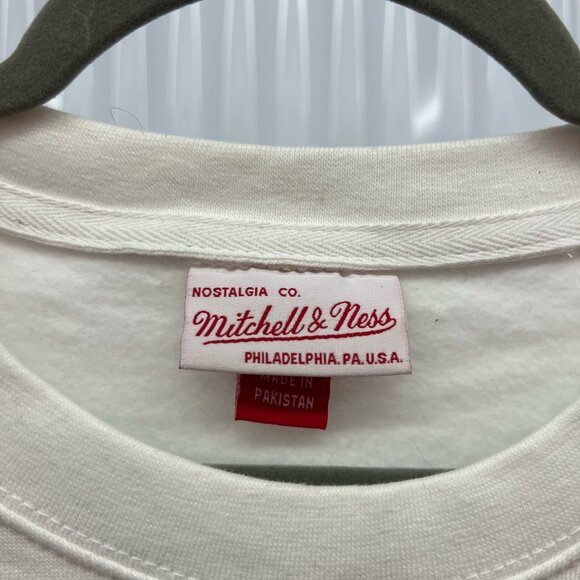 NOSTALGIA CO.
Mitchell & Ness
PHILADELPHIA, PA. U.S.A.
MADE IN
PAKISTAN